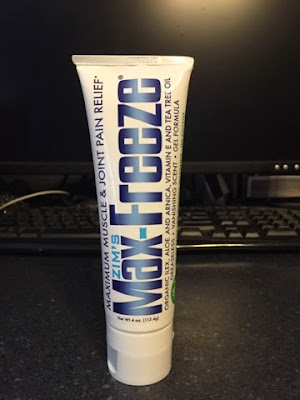 MAXIMUM MUSCLE & JOINT PAIN RELIEF*
ZIM'S
Max-Freeze®
ORGANIC ILEX, ALOE, AND ARNICA, VITAMIN E AND TEA TREE OIL
GREASELESS • VANISHING SCENT • GEL FORMULA
Net Wt 4 oz. (113.4g)